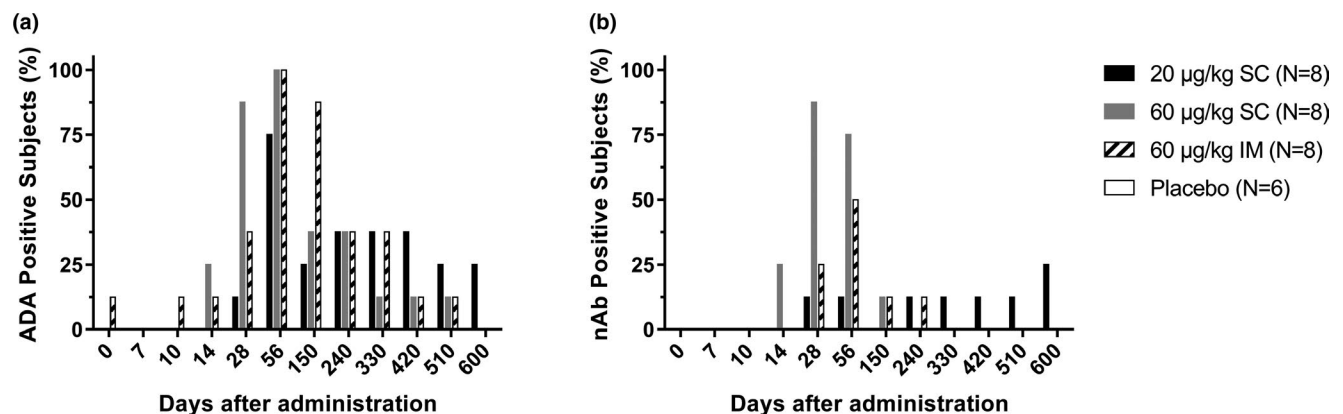 (a)
ADA Positive Subjects (%)
100
75
50
25
0
0 7 10 14 28 56 150 240 330 420 510 600
Days after administration
(b)
nAb Positive Subjects (%)
100
75
50
25
0
0 7 10 14 28 56 150 240 330 420 510 600
Days after administration
20 µg/kg SC (N=8)
60 µg/kg SC (N=8)
60 µg/kg IM (N=8)
Placebo (N=6)